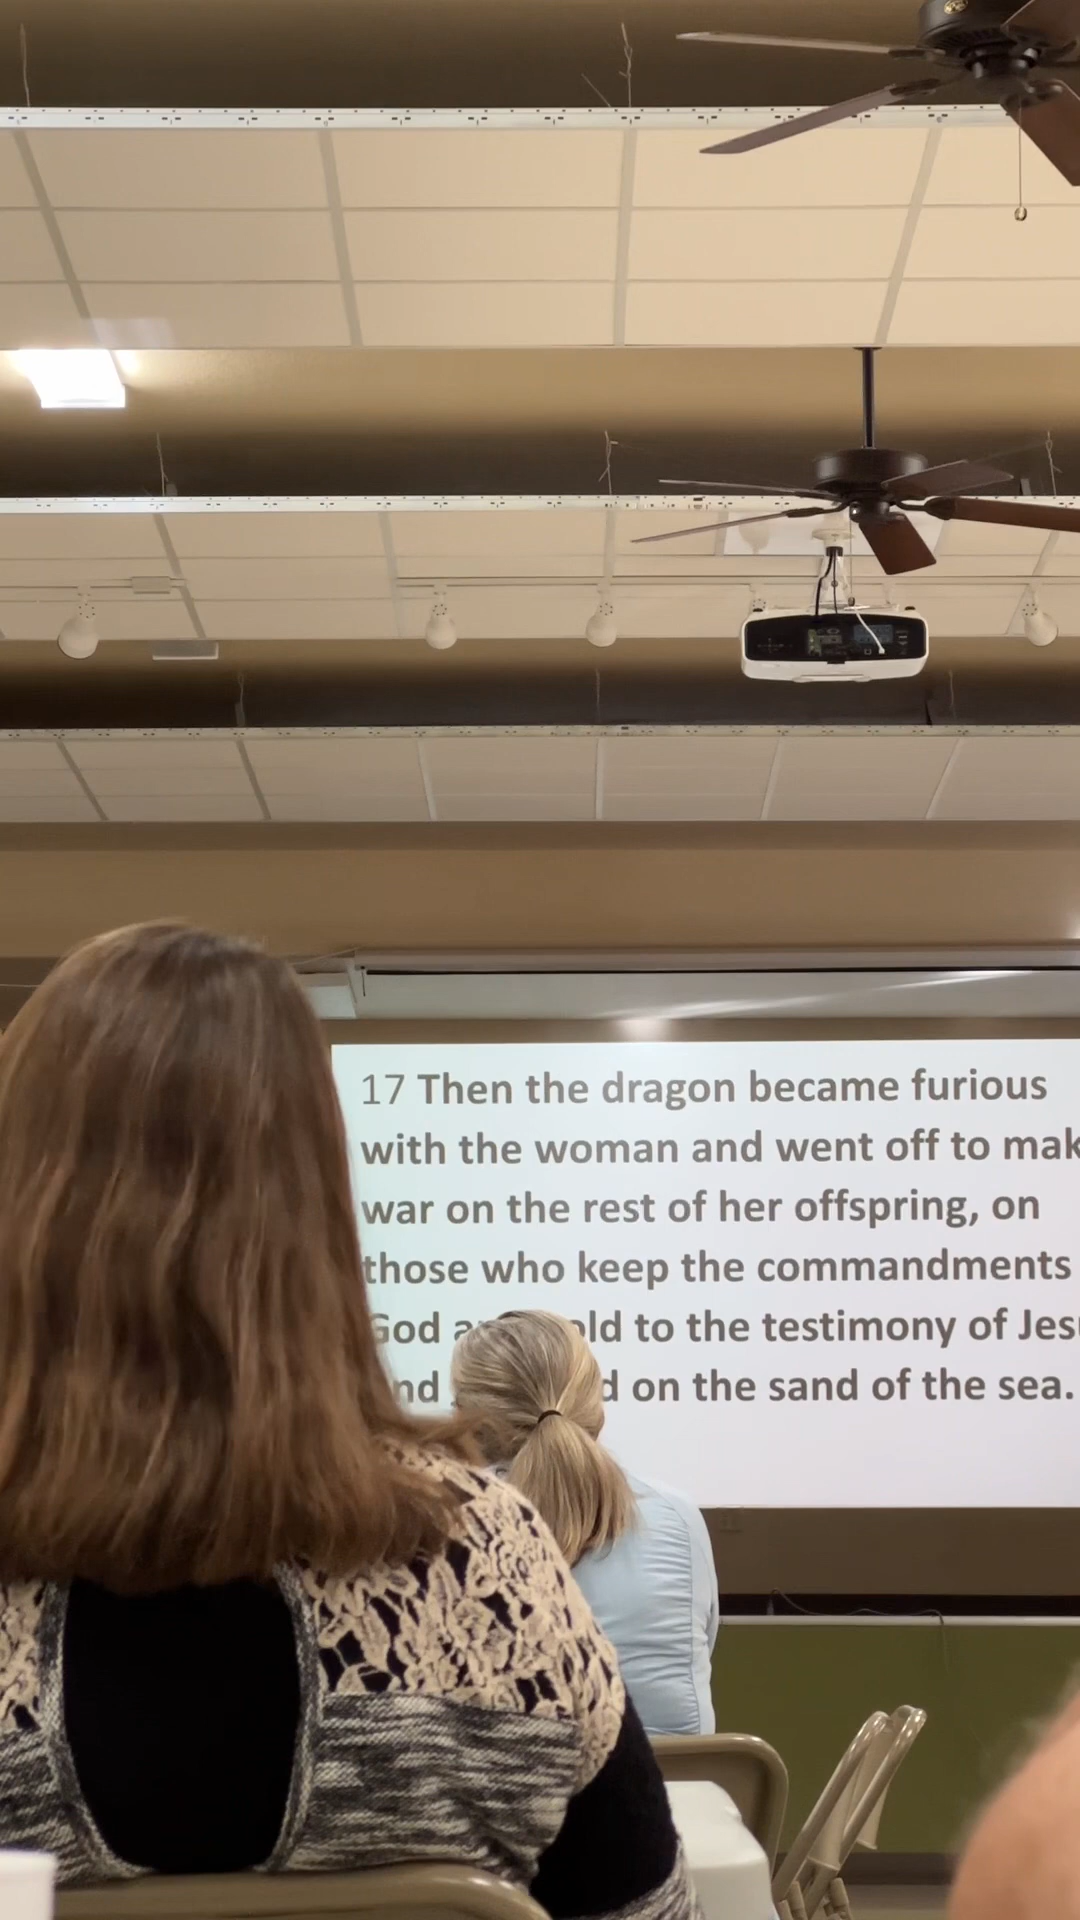 17 Then the dragon became furious
with the woman and went off to mak
war on the rest of her offspring, on
those who keep the commandments
God old to the testimony of Jes
nd d on the sand of the sea.